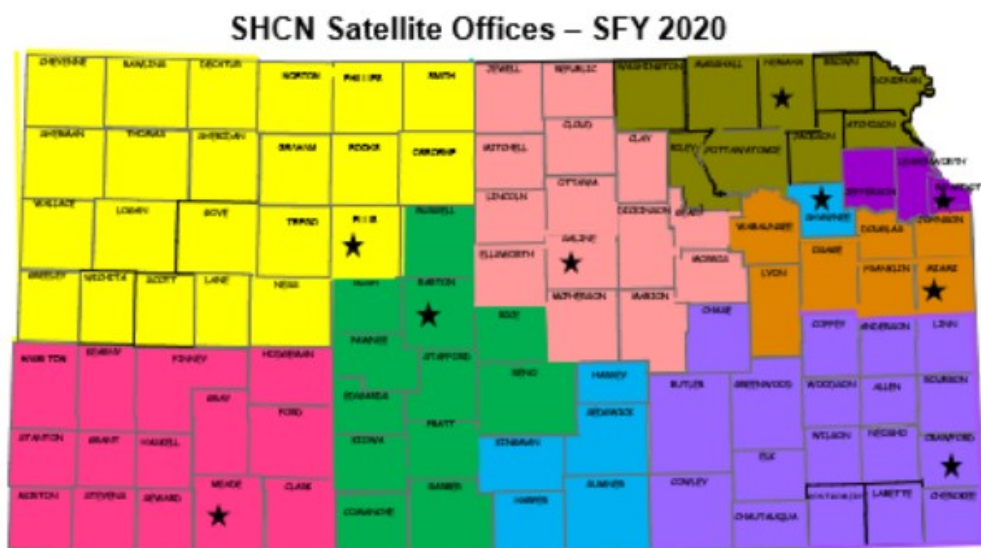 SHCN Satellite Offices – SFY 2020
CHEYENNE RAWLINS DECATUR NORTON PHILLIPS SMITH JEWELL REPUBLIC WASHINGTON MARSHALL NEMAHA BROWN DONIPHAN
SHERMAN THOMAS SHERIDAN GRAHAM ROOKS OSBORNE MITCHELL CLOUD CLAY RILEY POTTAWATOMIE JACKSON ATCHISON
JEFFERSON LEAVENWORTH
WALLACE LOGAN GOVE TREGO ELLIS RUSSELL LINCOLN OTTAWA DICKINSON GEARY WABAUNSEE SHAWNEE DOUGLAS JOHNSON
GREELEY WICHITA SCOTT LANE NESS RUSH BARTON ELLSWORTH SALINE MORRIS LYON OSAGE FRANKLIN MIAMI
RICE MCPHERSON MARION CHASE COFFEY ANDERSON LINN
HAMILTON KEARNY FINNEY HODGEMAN PAWNEE STAFFORD RENO HARVEY BUTLER GREENWOOD WOODSON ALLEN BOURBON
GRAY FORD EDWARDS PRATT SEDGWICK
STANTON GRANT HASKELL KIOWA KINGMAN ELK WILSON NEOSHO CRAWFORD
MORTON STEVENS SEWARD MEADE CLARK COMANCHE BARBER HARPER SUMNER COWLEY CHAUTAUQUA LABETTE CHEROKEE